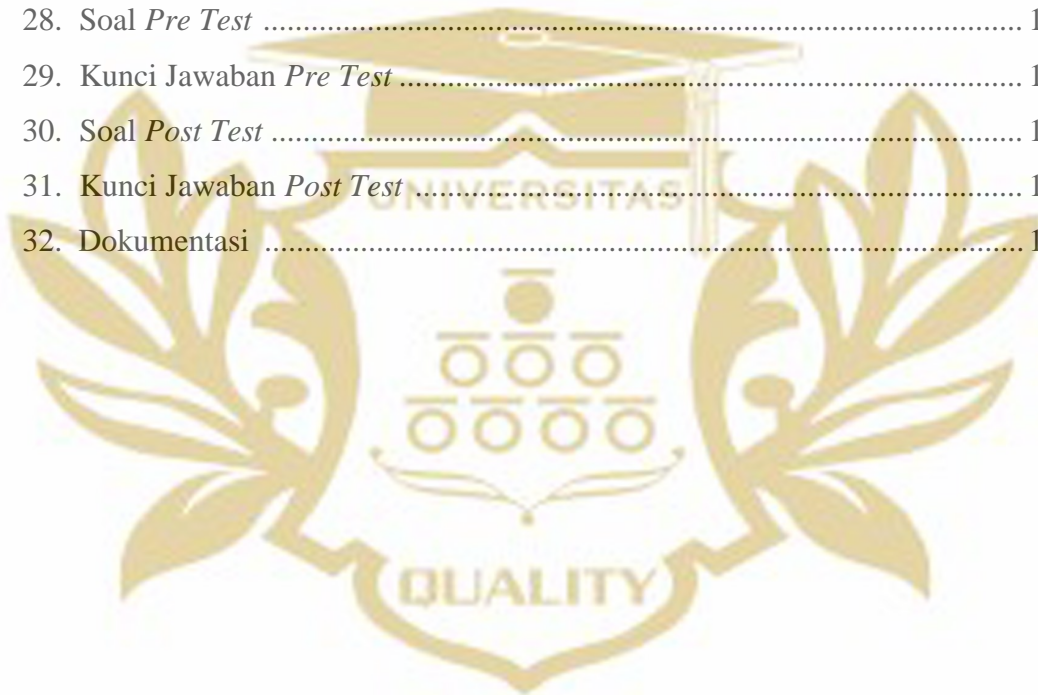 28. Soal Pre Test ................................................................................................ 1
29. Kunci Jawaban Pre Test ............................................................................... 1
30. Soal Post Test ............................................................................................... 1
31. Kunci Jawaban Post Test ............................................................................. 1
32. Dokumentasi ................................................................................................ 1
UNIVERSITAS
QUALITY